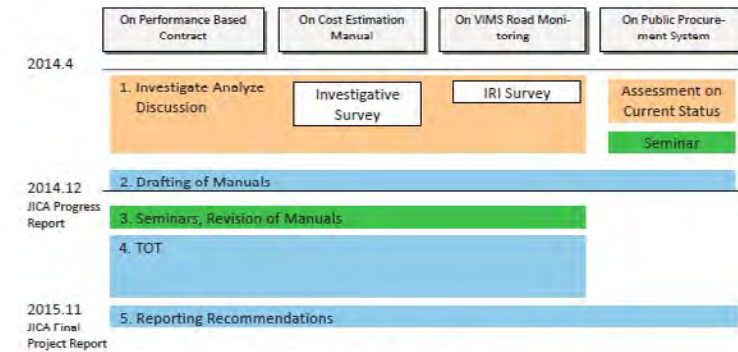 On Performance Based
Contract
On Cost Estimation
Manual
On VIMS Road Moni-
toring
On Public Procure-
ment System
2014.4
1. Investigate Analyze
Discussion
Investigative
Survey
IRI Survey
Assessment on
Current Status
Seminar
2. Drafting of Manuals
2014.12
JICA Progress
Report
3. Seminars, Revision of Manuals
4. TOT
2015.11
JICA Final
Project Report
5. Reporting Recommendations